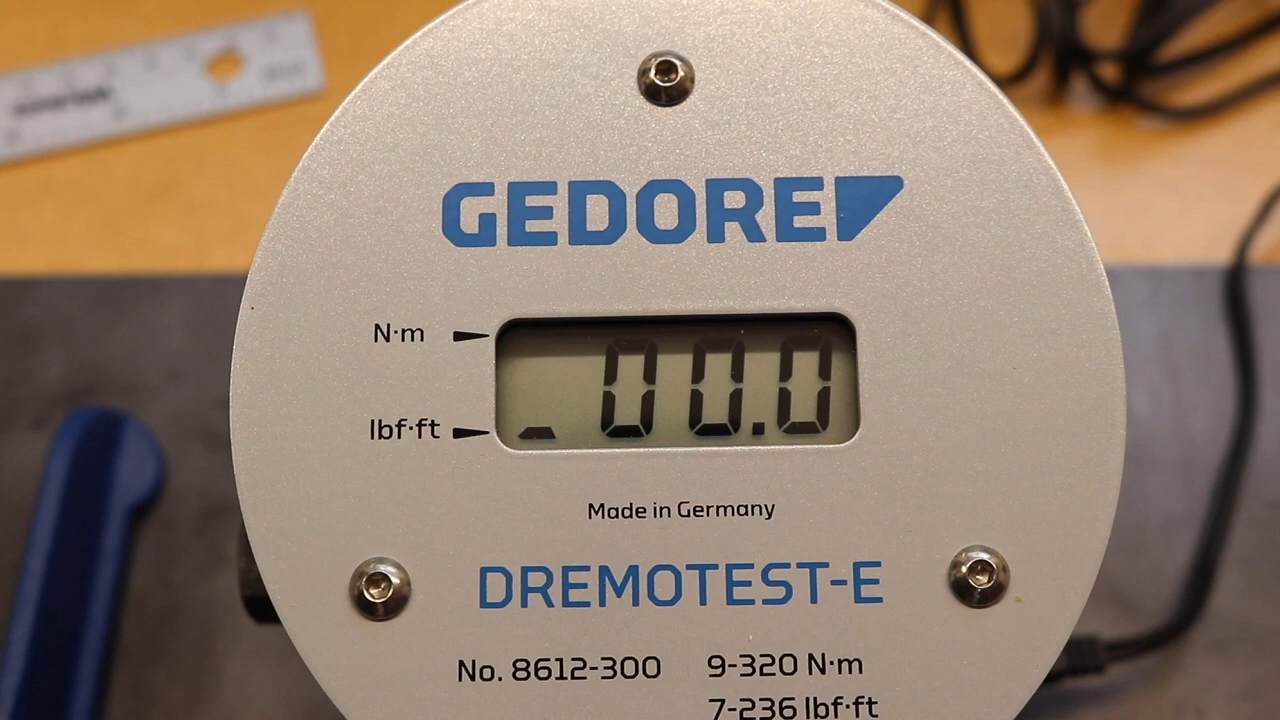 GEDORE
N·m
lbf·ft
00.0
Made in Germany
DREMOTEST-E
No. 8612-300 9-320 N·m
7-236 lbf·ft